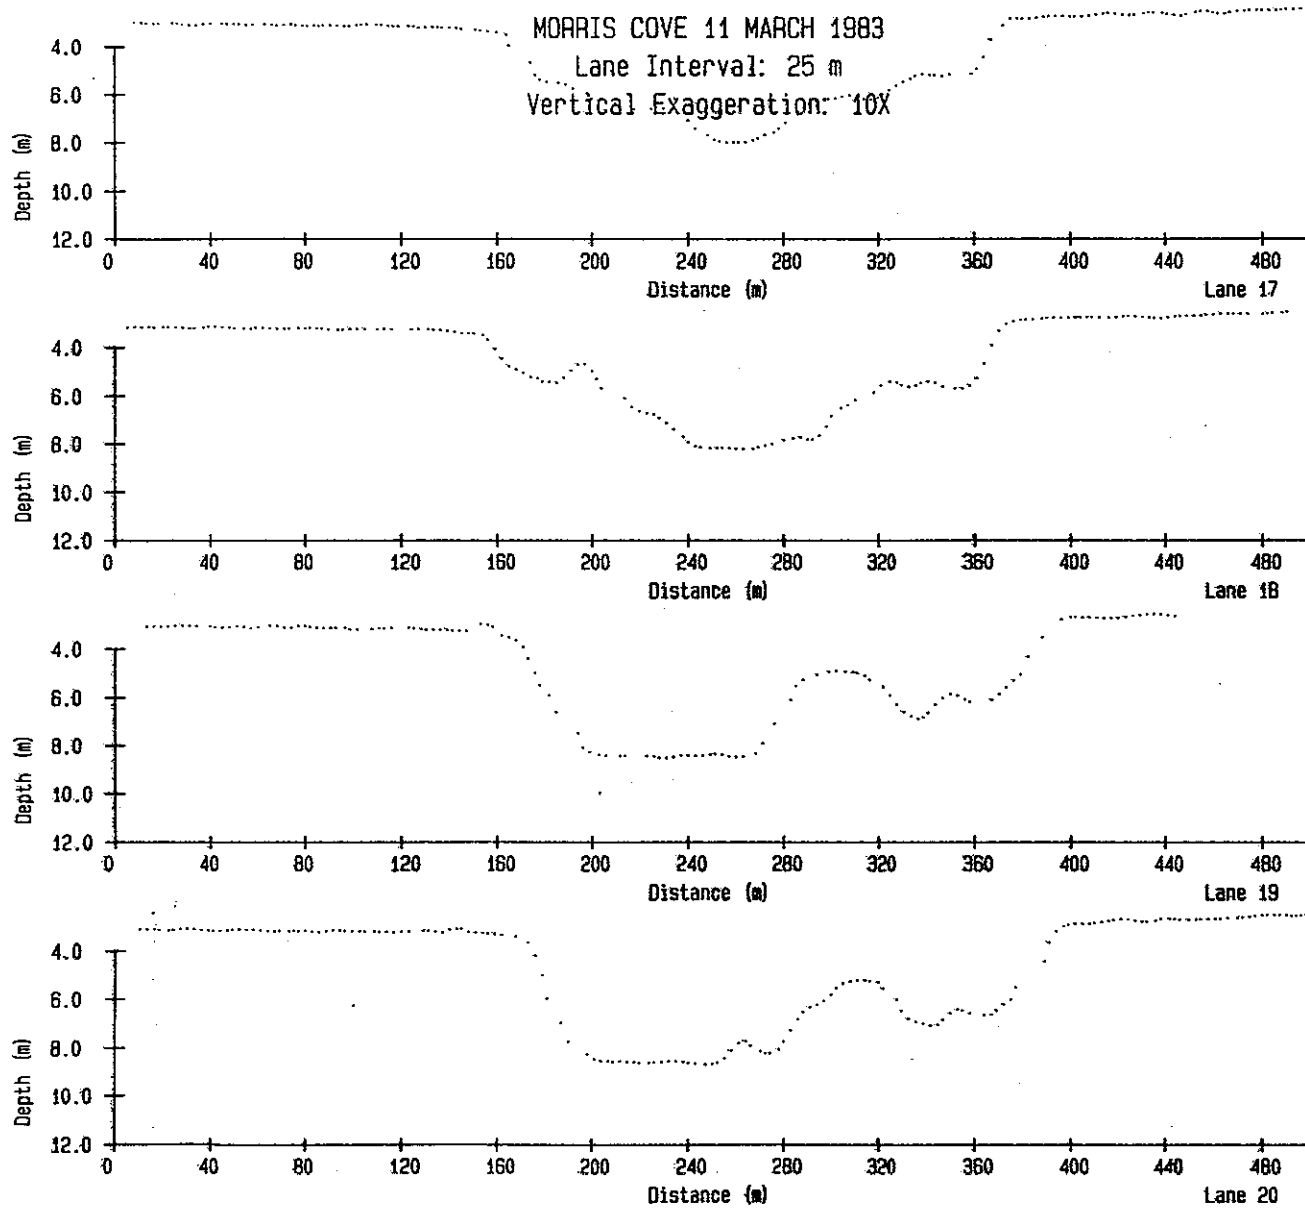 MORRIS COVE 11 MARCH 1983
Lane Interval: 25 m
Vertical Exaggeration: 10X
4.0
6.0
8.0
10.0
12.0
Depth (m)
0 40 80 120 160 200 240 280 320 360 400 440 480
Distance (m) Lane 17
4.0
6.0
8.0
10.0
12.0
Depth (m)
0 40 80 120 160 200 240 280 320 360 400 440 480
Distance (m) Lane 18
4.0
6.0
8.0
10.0
12.0
Depth (m)
0 40 80 120 160 200 240 280 320 360 400 440 480
Distance (m) Lane 19
4.0
6.0
8.0
10.0
12.0
Depth (m)
0 40 80 120 160 200 240 280 320 360 400 440 480
Distance (m) Lane 20